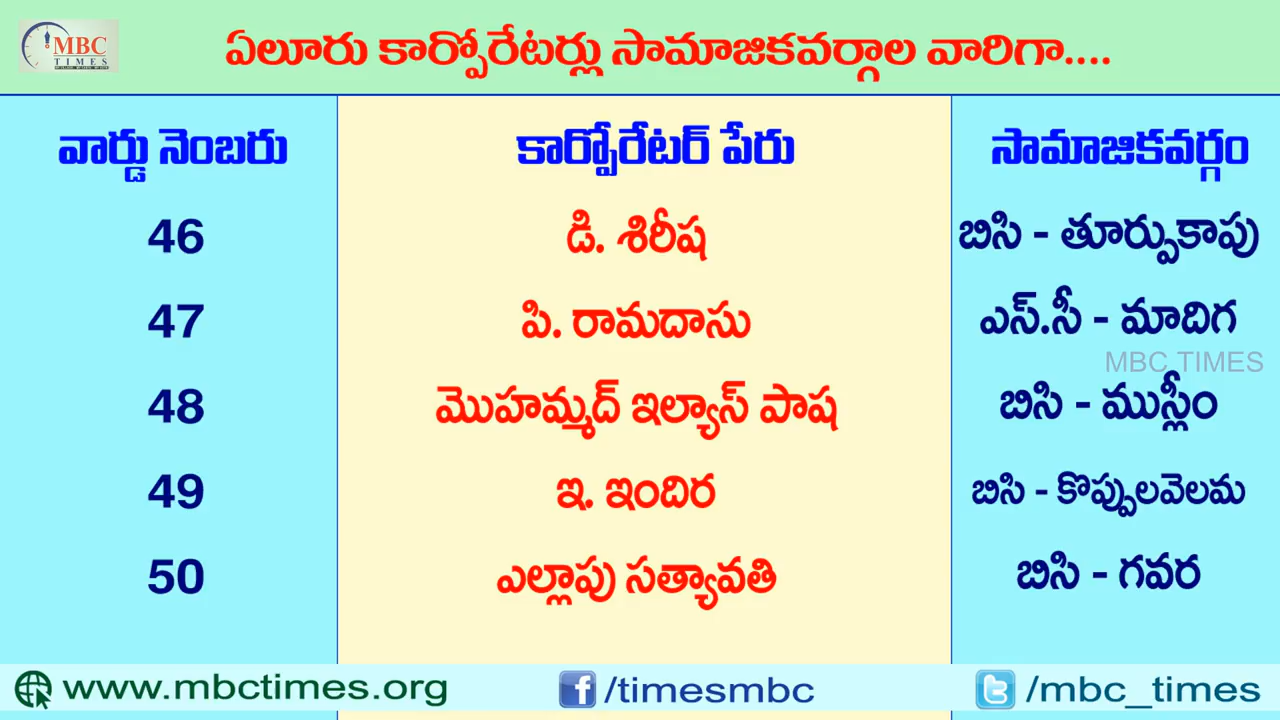 MBC
TIMES
ఏలూరు కార్పోరేటర్లు సామాజికవర్గాల వారిగా....
వార్డు నెంబరు కార్పోరేటర్ పేరు సామాజికవర్గం
46 డి. శిరీష బిసి - తూర్పుకాపు
47 పి. రామదాసు ఎస్.సీ - మాదిగ
MBC TIMES
48 మొహమ్మద్ ఇల్యాస్ పాష బిసి - ముస్లీం
49 ఇ. ఇందిర బిసి - కొప్పులవెలమ
50 ఎల్లాపు సత్యావతి బిసి - గవర
www.mbctimes.org /timesmbc /mbc_times